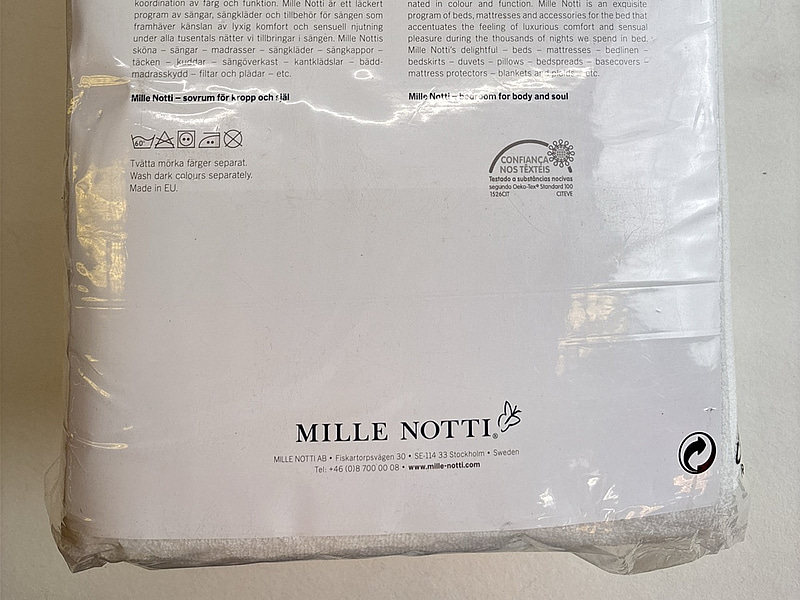 koordination av färg och funktion. Mille Notti är ett läckert
program av sängar, sängkläder och tillbehör för sängen som
framhäver känslan av lyxig komfort och sensuell njutning
under alla tusentals nätter vi tillbringar i sängen. Mille Nottis
sköna – sängar – madrasser – sängkläder – sängkappor –
täcken – kuddar – sängöverkast – kantklädslar – bädd-
madrasskydd – filtar och plädar – etc.
Mille Notti – sovrum för kropp och själ
nated in colour and function. Mille Notti is an exquisite
program of beds, mattresses and accessories for the bed that
accentuates the feeling of luxurious comfort and sensual
pleasure during the thousands of nights we spend in bed.
Mille Notti's delightful – beds – mattresses – bedlinen –
bedskirts – duvets – pillows – bedspreads – basecovers –
mattress protectors – blankets and plaids – etc.
Mille Notti – bedroom for body and soul
60°
Tvätta mörka färger separat.
Wash dark colours separately.
Made in EU.
CONFIANÇA
NOS TÊXTEIS
Testado a substâncias nocivas
segundo Oeko-Tex® Standard 100
1526CIT CITEVE
MILLE NOTTI®
MILLE NOTTI AB • Fiskartorpsvägen 30 • SE-114 33 Stockholm • Sweden
Tel: +46 (0)8 700 00 08 • www.mille-notti.com